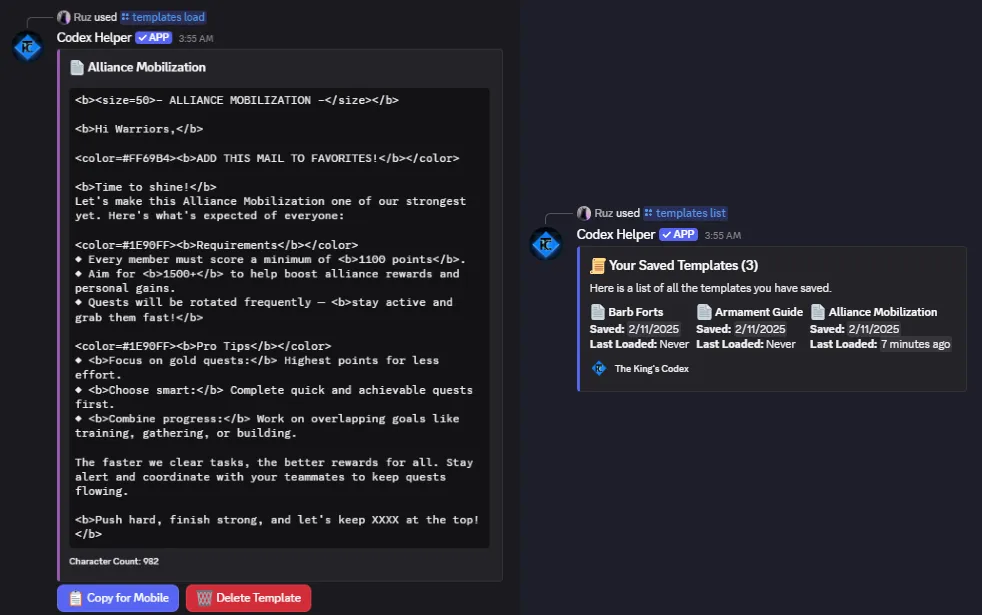 Ruz used templates load
Codex Helper ✓ APP 3:55 AM
📄 Alliance Mobilization
<b><size=50>- ALLIANCE MOBILIZATION -</size></b>
<b>Hi Warriors,</b>
<color=#FF69B4><b>ADD THIS MAIL TO FAVORITES!</b></color>
<b>Time to shine!</b>
Let's make this Alliance Mobilization one of our strongest
yet. Here's what's expected of everyone:
<color=#1E90FF><b>Requirements</b></color>
◆ Every member must score a minimum of <b>1100 points</b>.
◆ Aim for <b>1500+</b> to help boost alliance rewards and
personal gains.
◆ Quests will be rotated frequently — <b>stay active and
grab them fast!</b>
<color=#1E90FF><b>Pro Tips</b></color>
◆ <b>Focus on gold quests:</b> Highest points for less
effort.
◆ <b>Choose smart:</b> Complete quick and achievable quests
first.
◆ <b>Combine progress:</b> Work on overlapping goals like
training, gathering, or building.
The faster we clear tasks, the better rewards for all. Stay
alert and coordinate with your teammates to keep quests
flowing.
<b>Push hard, finish strong, and let's keep XXXX at the top!
</b>
Character Count: 982
Copy for Mobile
Delete Template
Ruz used templates list
Codex Helper ✓ APP 3:55 AM
Your Saved Templates (3)
Here is a list of all the templates you have saved.
Barb Forts
Saved: 2/11/2025
Last Loaded: Never
Armament Guide
Saved: 2/11/2025
Last Loaded: Never
Alliance Mobilization
Saved: 2/11/2025
Last Loaded: 7 minutes ago
The King's Codex